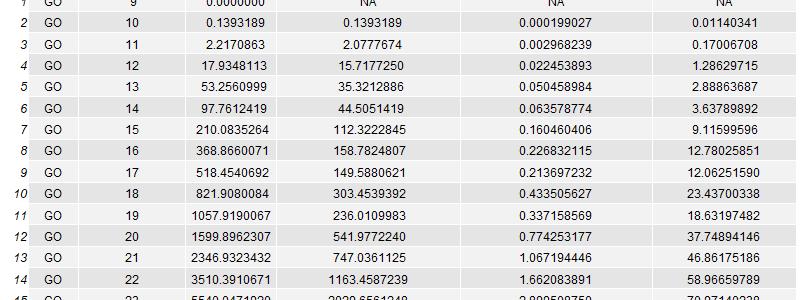 1 GO 9 0.0000000 NA NA NA
2 GO 10 0.1393189 0.1393189 0.000199027 0.01140341
3 GO 11 2.2170863 2.0777674 0.002968239 0.17006708
4 GO 12 17.9348113 15.7177250 0.022453893 1.28629715
5 GO 13 53.2560999 35.3212886 0.050458984 2.88863687
6 GO 14 97.7612419 44.5051419 0.063578774 3.63789892
7 GO 15 210.0835264 112.3222845 0.160460406 9.11599596
8 GO 16 368.8660071 158.7824807 0.226832115 12.78025851
9 GO 17 518.4540692 149.5880621 0.213697232 12.06251590
10 GO 18 821.9080084 303.4539392 0.433505627 23.43700338
11 GO 19 1057.9190067 236.0109983 0.337158569 18.63197482
12 GO 20 1599.8962307 541.9772240 0.774253177 37.74894146
13 GO 21 2346.9323432 747.0361125 1.067194446 46.86175186
14 GO 22 3510.3910671 1163.4587239 1.662083891 58.96659789
15 GO 23